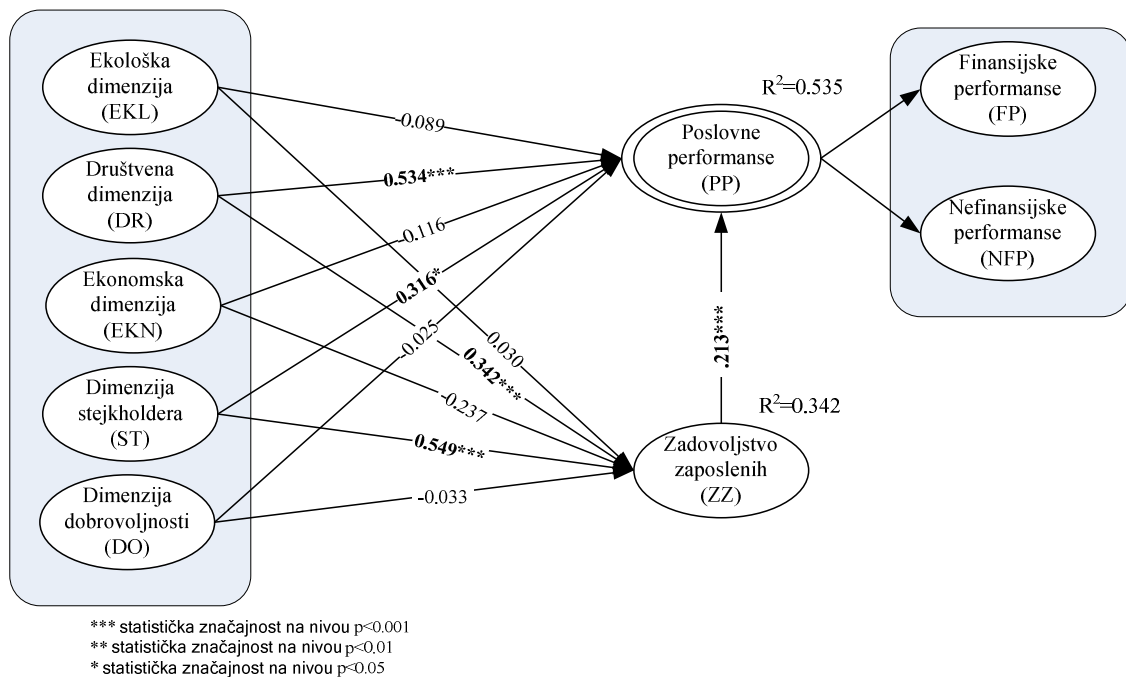 Ekološka
dimenzija
(EKL)
Društvena
dimenzija
(DR)
Ekonomska
dimenzija
(EKN)
Dimenzija
stejkholdera
(ST)
Dimenzija
dobrovoljnosti
(DO)
-0.089
0.534***
-0.116
0.316*
-0.025
0.030
0.342***
-0.237
0.549***
-0.033
R²=0.535
Poslovne
performanse
(PP)
.213***
R²=0.342
Zadovoljstvo
zaposlenih
(ZZ)
Finansijske
performanse
(FP)
Nefinansijske
performanse
(NFP)
*** statistička značajnost na nivou p<0.001
** statistička značajnost na nivou p<0.01
* statistička značajnost na nivou p<0.05